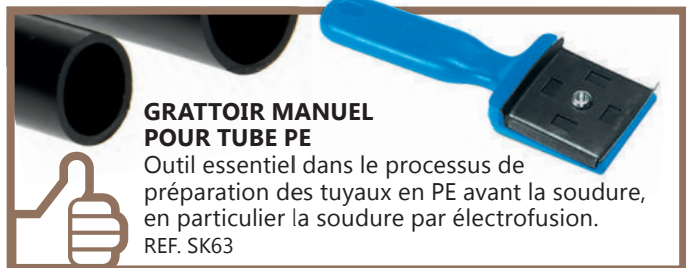 GRATTOIR MANUEL
POUR TUBE PE
Outil essentiel dans le processus de
préparation des tuyaux en PE avant la soudure,
en particulier la soudure par électrofusion.
REF. SK63